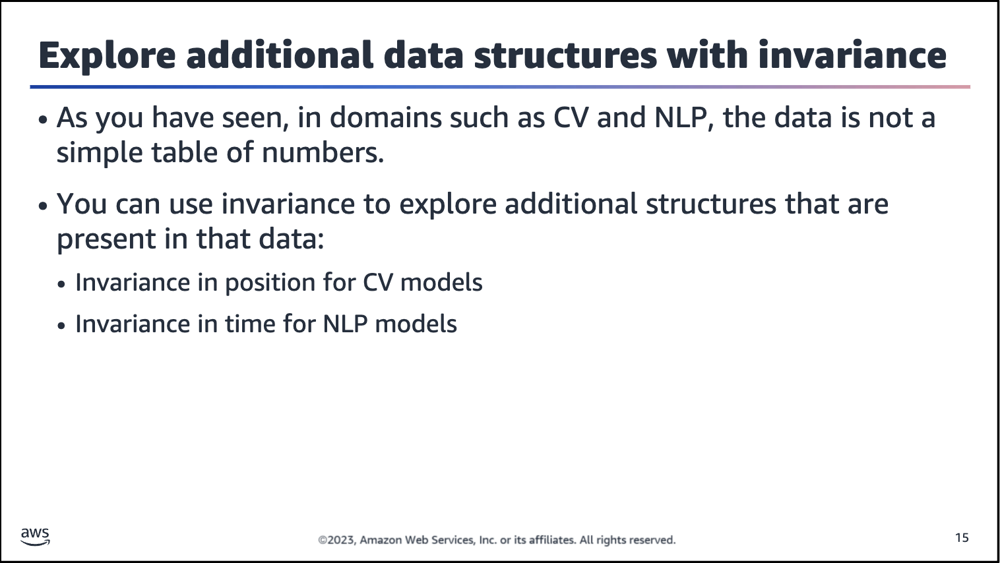 Explore additional data structures with invariance
• As you have seen, in domains such as CV and NLP, the data is not a
simple table of numbers.
• You can use invariance to explore additional structures that are
present in that data:
• Invariance in position for CV models
• Invariance in time for NLP models
aws
©2023, Amazon Web Services, Inc. or its affiliates. All rights reserved.
15